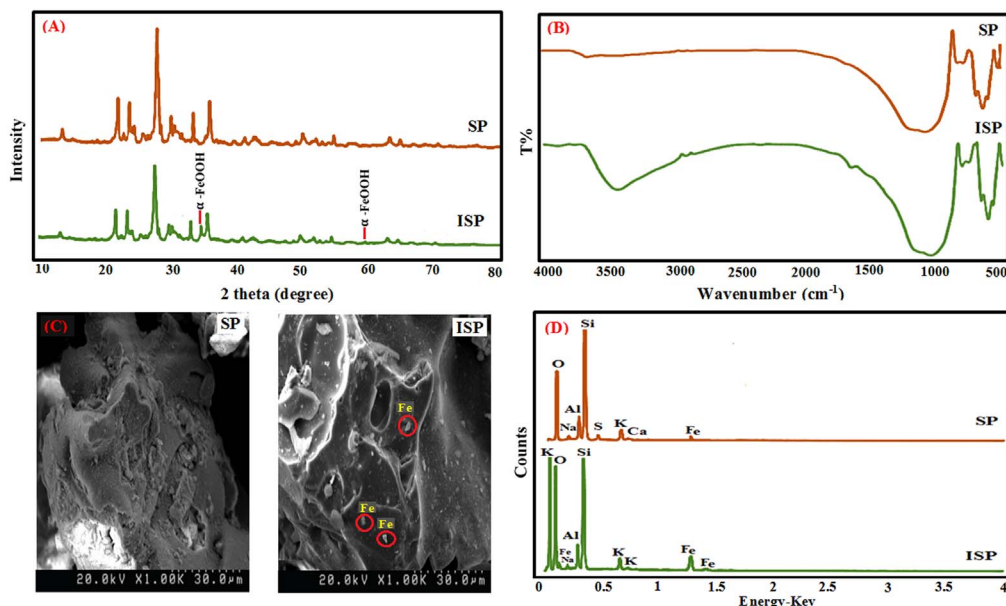 (A)
Intensity
SP
α -FeOOH
α -FeOOH
ISP
10 20 30 40 50 60 70 80
2 theta (degree)
(B)
T%
SP
ISP
4000 3500 3000 2500 2000 1500 1000 500
Wavenumber (cm-1)
(C)
SP
20.0kV X1.00K 30.0μm
ISP
Fe
Fe
Fe
20.0kV X1.00K 30.0μm
(D)
Counts
Si
O
Al
Na
S
K
Ca
Fe
SP
K
O
Si
Fe
Na
Al
K
K
Fe
Fe
ISP
0 0.5 1 1.5 2 2.5 3 3.5 4
Energy-Key